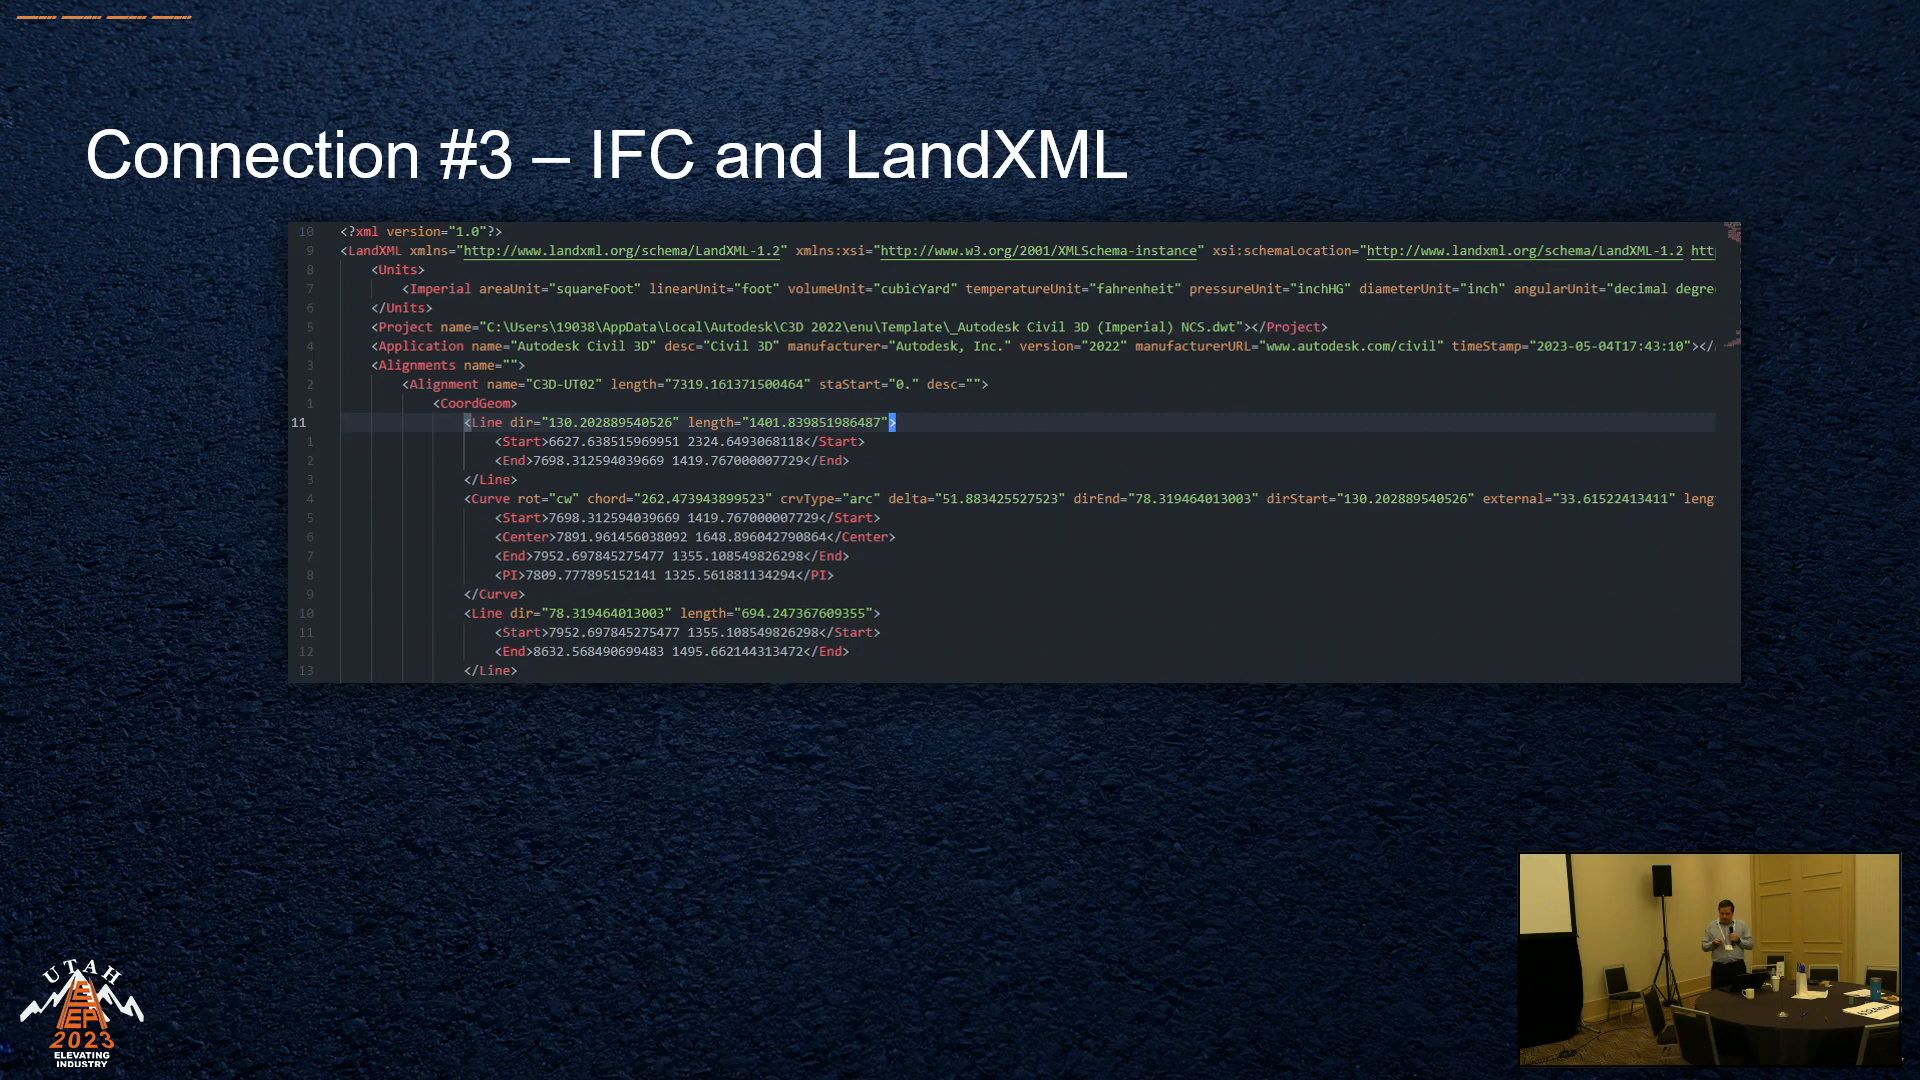 Connection #3 – IFC and LandXML
10 <?xml version="1.0"?>
9 <LandXML xmlns="http://www.landxml.org/schema/LandXML-1.2" xmlns:xsi="http://www.w3.org/2001/XMLSchema-instance" xsi:schemaLocation="http://www.landxml.org/schema/LandXML-1.2 htt
8 <Units>
7 <Imperial areaUnit="squareFoot" linearUnit="foot" volumeUnit="cubicYard" temperatureUnit="fahrenheit" pressureUnit="inchHG" diameterUnit="inch" angularUnit="decimal degre
6 </Units>
5 <Project name="C:\Users\19038\AppData\Local\Autodesk\C3D 2022\enu\Template\_Autodesk Civil 3D (Imperial) NCS.dwt"></Project>
4 <Application name="Autodesk Civil 3D" desc="Civil 3D" manufacturer="Autodesk, Inc." version="2022" manufacturerURL="www.autodesk.com/civil" timeStamp="2023-05-04T17:43:10"></
3 <Alignments name="">
2 <Alignment name="C3D-UT02" length="7319.161371500464" staStart="0." desc="">
1 <CoordGeom>
11 <Line dir="130.202889540526" length="1401.839851986487">
1 <Start>6627.638515969951 2324.6493068118</Start>
2 <End>7698.312594039669 1419.767000007729</End>
3 </Line>
4 <Curve rot="cw" chord="262.473943899523" crvType="arc" delta="51.883425527523" dirEnd="78.319464013003" dirStart="130.202889540526" external="33.61522413411" leng
5 <Start>7698.312594039669 1419.767000007729</Start>
6 <Center>7891.961456038092 1648.896042790864</Center>
7 <End>7952.697845275477 1355.108549826298</End>
8 <PI>7809.777895152141 1325.561881134294</PI>
9 </Curve>
10 <Line dir="78.319464013003" length="694.247367609355">
11 <Start>7952.697845275477 1355.108549826298</Start>
12 <End>8632.568490699483 1495.662144313472</End>
13 </Line>
UTAH
2023
ELEVATING
INDUSTRY